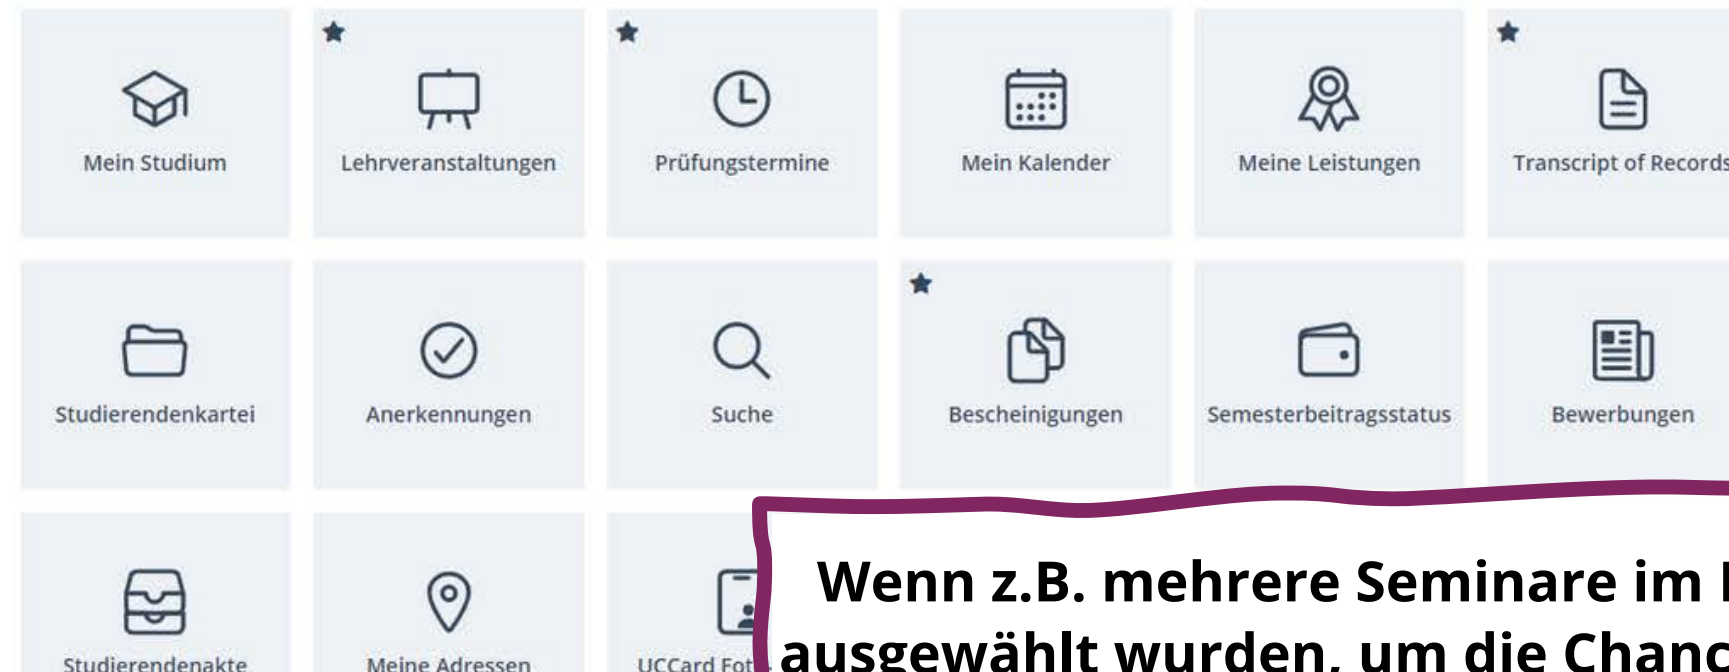 Mein Studium
Lehrveranstaltungen
Prüfungstermine
Mein Kalender
Meine Leistungen
Transcript of Records
Studierendenkartei
Anerkennungen
Suche
Bescheinigungen
Semesterbeitragsstatus
Bewerbungen
Studierendenakte
Meine Adressen
UCCard
Wenn z.B. mehrere Seminare im
ausgewählt wurden, um die